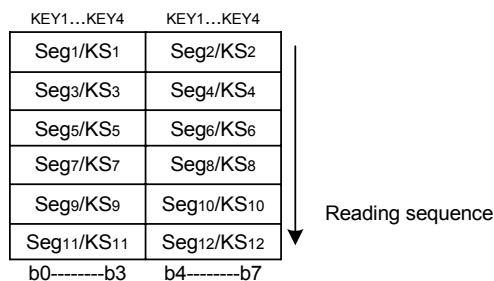 KEY1…KEY4 KEY1…KEY4
Seg1/KS1 Seg2/KS2
Seg3/KS3 Seg4/KS4
Seg5/KS5 Seg6/KS6
Seg7/KS7 Seg8/KS8
Seg9/KS9 Seg10/KS10
Reading sequence
Seg11/KS11 Seg12/KS12
b0--------b3 b4--------b7